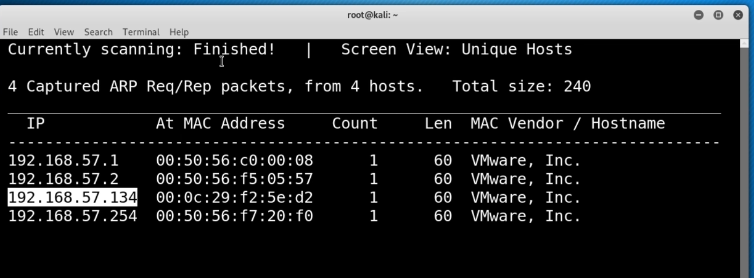 root@kali: ~
File Edit View Search Terminal Help
Currently scanning: Finished! | Screen View: Unique Hosts
4 Captured ARP Req/Rep packets, from 4 hosts. Total size: 240
IP At MAC Address Count Len MAC Vendor / Hostname
-----------------------------------------------------------------------------
192.168.57.1 00:50:56:c0:00:08 1 60 VMware, Inc.
192.168.57.2 00:50:56:f5:05:57 1 60 VMware, Inc.
192.168.57.134 00:0c:29:f2:5e:d2 1 60 VMware, Inc.
192.168.57.254 00:50:56:f7:20:f0 1 60 VMware, Inc.